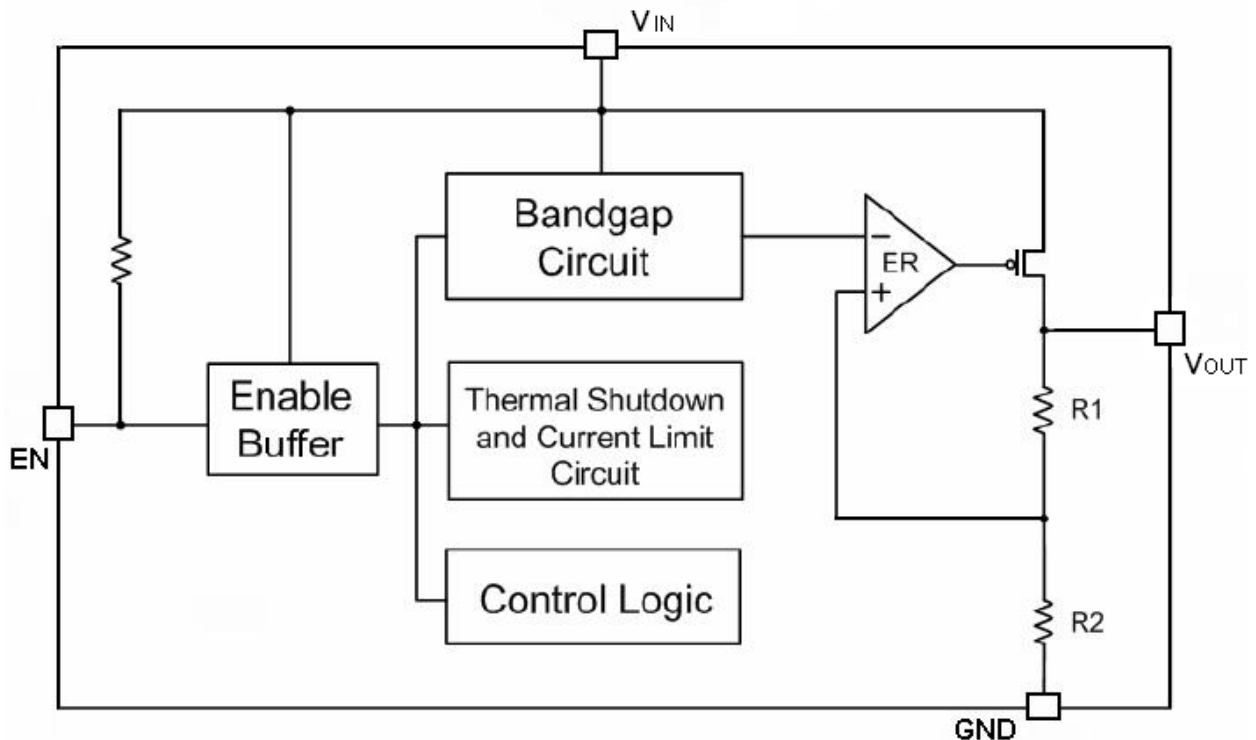 VIN
Bandgap
Circuit
−
ER
+
VOUT
Enable
Buffer
Thermal Shutdown
and Current Limit
Circuit
R1
EN
Control Logic
R2
GND